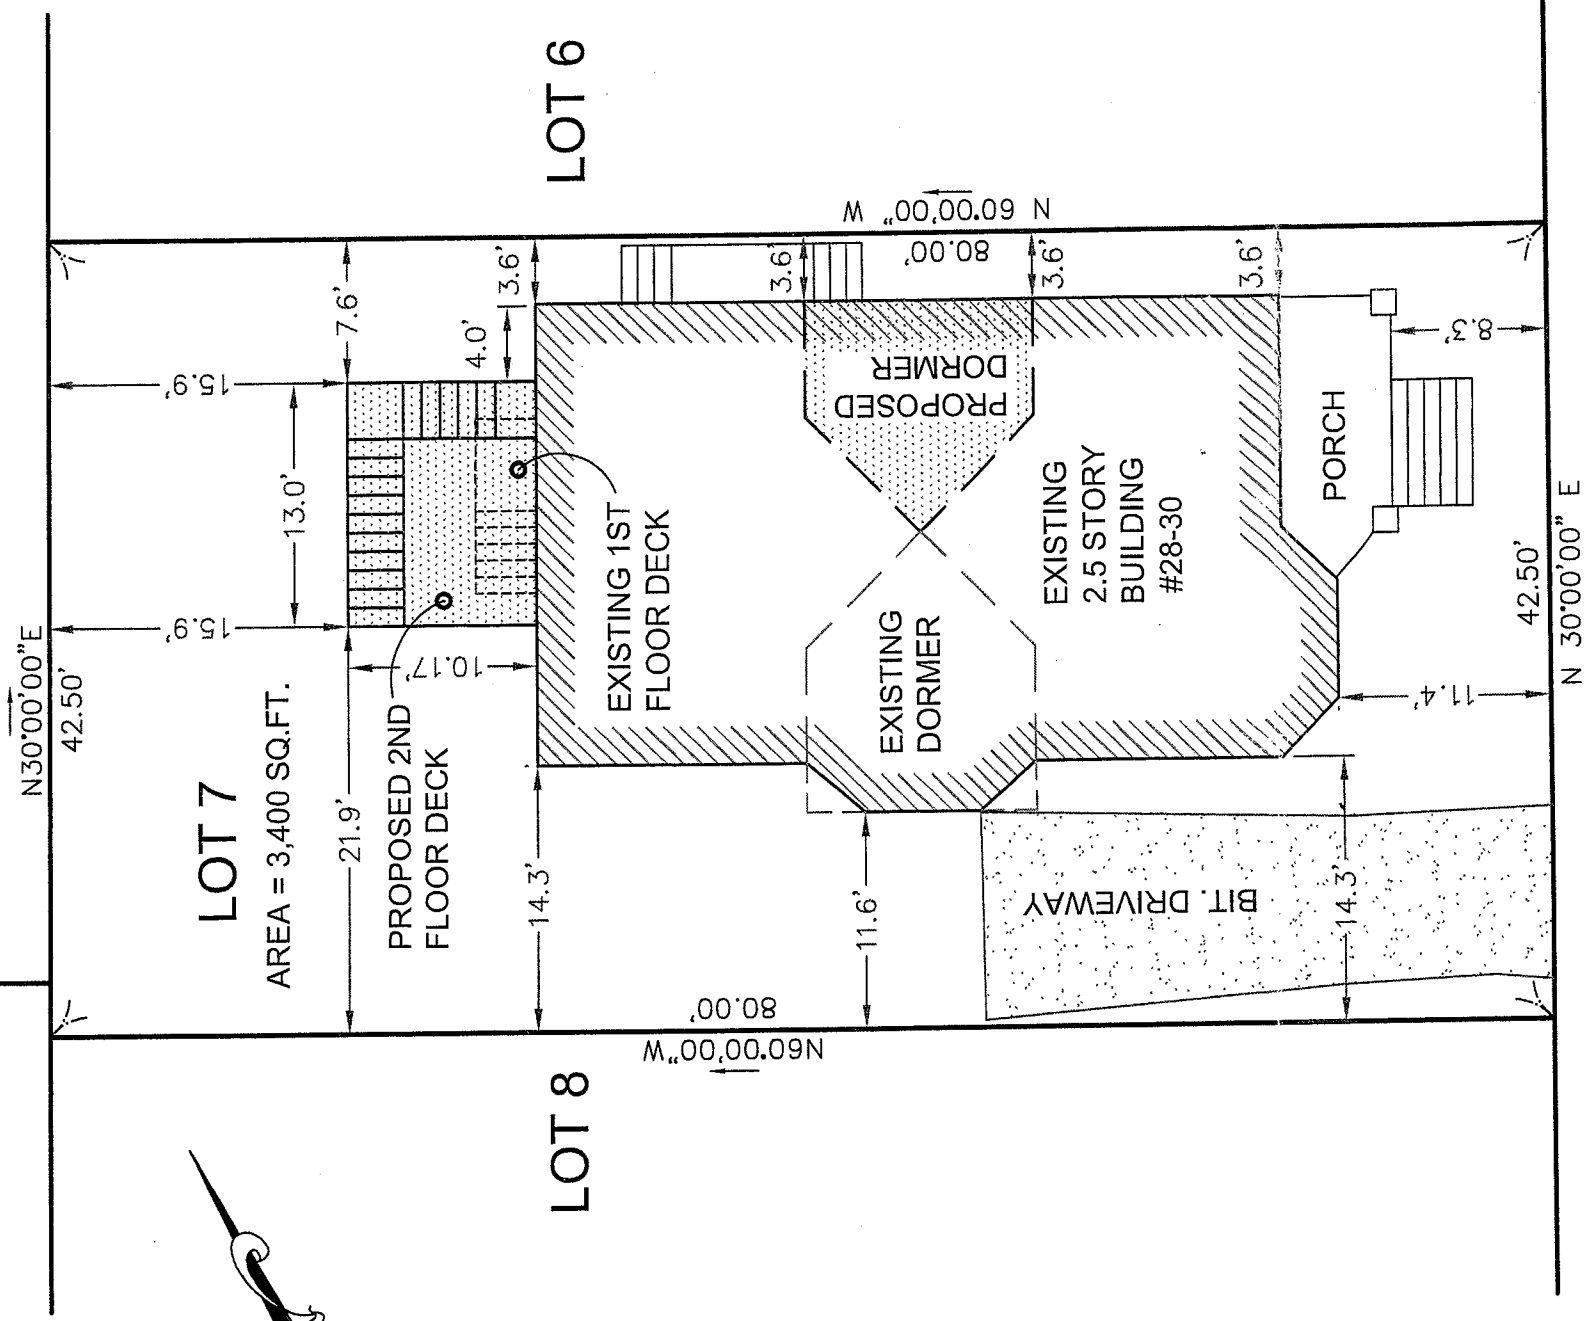 LOT 6
LOT 7
AREA = 3,400 SQ.FT.
LOT 8
N30°00'00"E
42.50'
N 60°00'00" W
80.00'
N60°00'00"W
80.00'
N 30°00'00" E
42.50'
15.9'
15.9'
7.6'
13.0'
21.9'
10.17'
4.0'
3.6'
3.6'
3.6'
3.6'
PROPOSED 2ND
FLOOR DECK
EXISTING 1ST
FLOOR DECK
PROPOSED
DORMER
EXISTING
DORMER
EXISTING
2.5 STORY
BUILDING
#28-30
PORCH
8.3'
11.4'
14.3'
11.6'
14.3'
BIT. DRIVEWAY